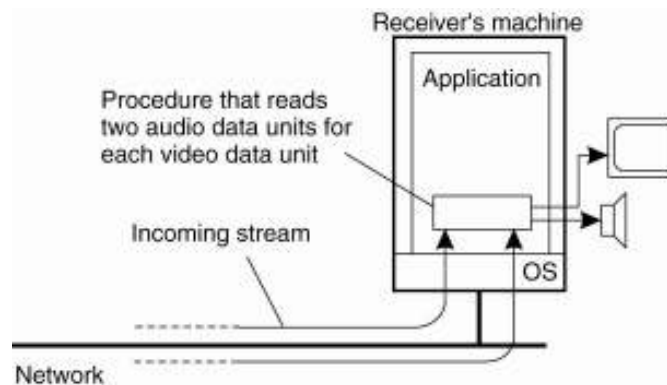 Receiver's machine
Application
Procedure that reads
two audio data units for
each video data unit
Incoming stream
OS
Network